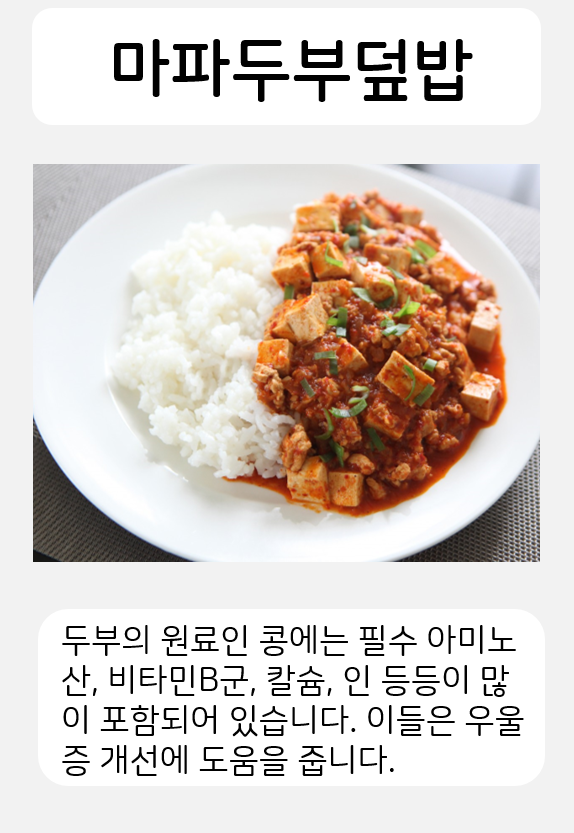 마파두부덮밥
두부의 원료인 콩에는 필수 아미노
산, 비타민B군, 칼슘, 인 등등이 많
이 포함되어 있습니다. 이들은 우울
증 개선에 도움을 줍니다.